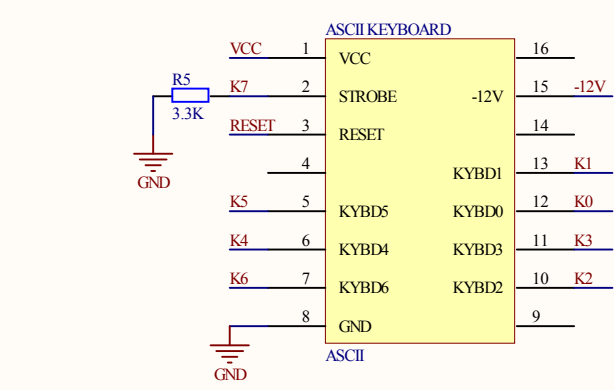 ASCII KEYBOARD
VCC 1 VCC 16
R5 K7 2 STROBE -12V 15 -12V
3.3K
RESET 3 RESET 14
GND
4 KYBD1 13 K1
K5 5 KYBD5 KYBD0 12 K0
K4 6 KYBD4 KYBD3 11 K3
K6 7 KYBD6 KYBD2 10 K2
8 GND 9
ASCII
GND